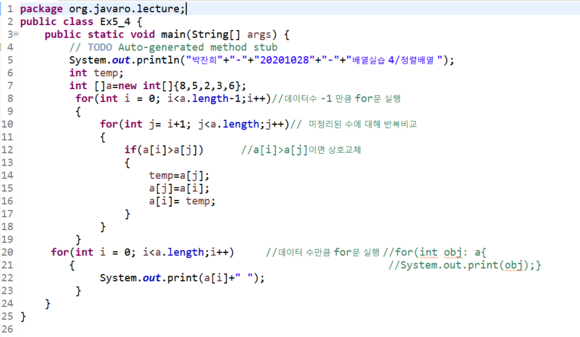 1 package org.javaro.lecture;
2 public class Ex5_4 {
3 public static void main(String[] args) {
4 // TODO Auto-generated method stub
5 System.out.println("박찬희"+"-"+"20201028"+"-"+"배열실습 4/정렬배열 ");
6 int temp;
7 int []a=new int[]{8,5,2,3,6};
8 for(int i = 0; i<a.length-1;i++)//데이터수 -1 만큼 for문 실행
9 {
10 for(int j= i+1; j<a.length;j++)// 미정리된 수에 대해 반복비교
11 {
12 if(a[i]>a[j]) //a[i]>a[j]이면 상호교체
13 {
14 temp=a[j];
15 a[j]=a[i];
16 a[i]= temp;
17 }
18 }
19 }
20 for(int i = 0; i<a.length;i++) //데이터 수만큼 for문 실행 //for(int obj: a{
21 { //System.out.print(obj);}
22 System.out.print(a[i]+" ");
23 }
24 }
25 }
26